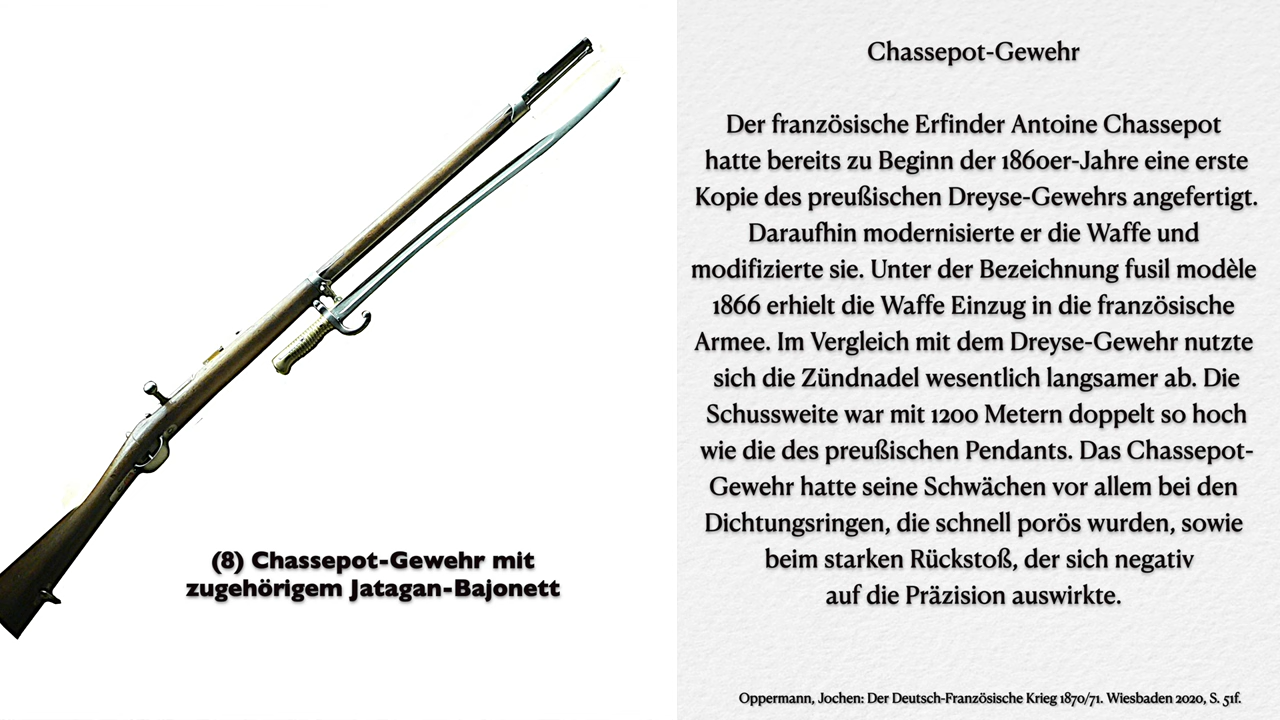 (8) Chassepot-Gewehr mit
zugehörigem Jatagan-Bajonett
Chassepot-Gewehr
Der französische Erfinder Antoine Chassepot
hatte bereits zu Beginn der 1860er-Jahre eine erste
Kopie des preußischen Dreyse-Gewehrs angefertigt.
Daraufhin modernisierte er die Waffe und
modifizierte sie. Unter der Bezeichnung fusil modèle
1866 erhielt die Waffe Einzug in die französische
Armee. Im Vergleich mit dem Dreyse-Gewehr nutzte
sich die Zündnadel wesentlich langsamer ab. Die
Schussweite war mit 1200 Metern doppelt so hoch
wie die des preußischen Pendants. Das Chassepot-
Gewehr hatte seine Schwächen vor allem bei den
Dichtungsringen, die schnell porös wurden, sowie
beim starken Rückstoß, der sich negativ
auf die Präzision auswirkte.
Oppermann, Jochen: Der Deutsch-Französische Krieg 1870/71. Wiesbaden 2020, S. 51f.